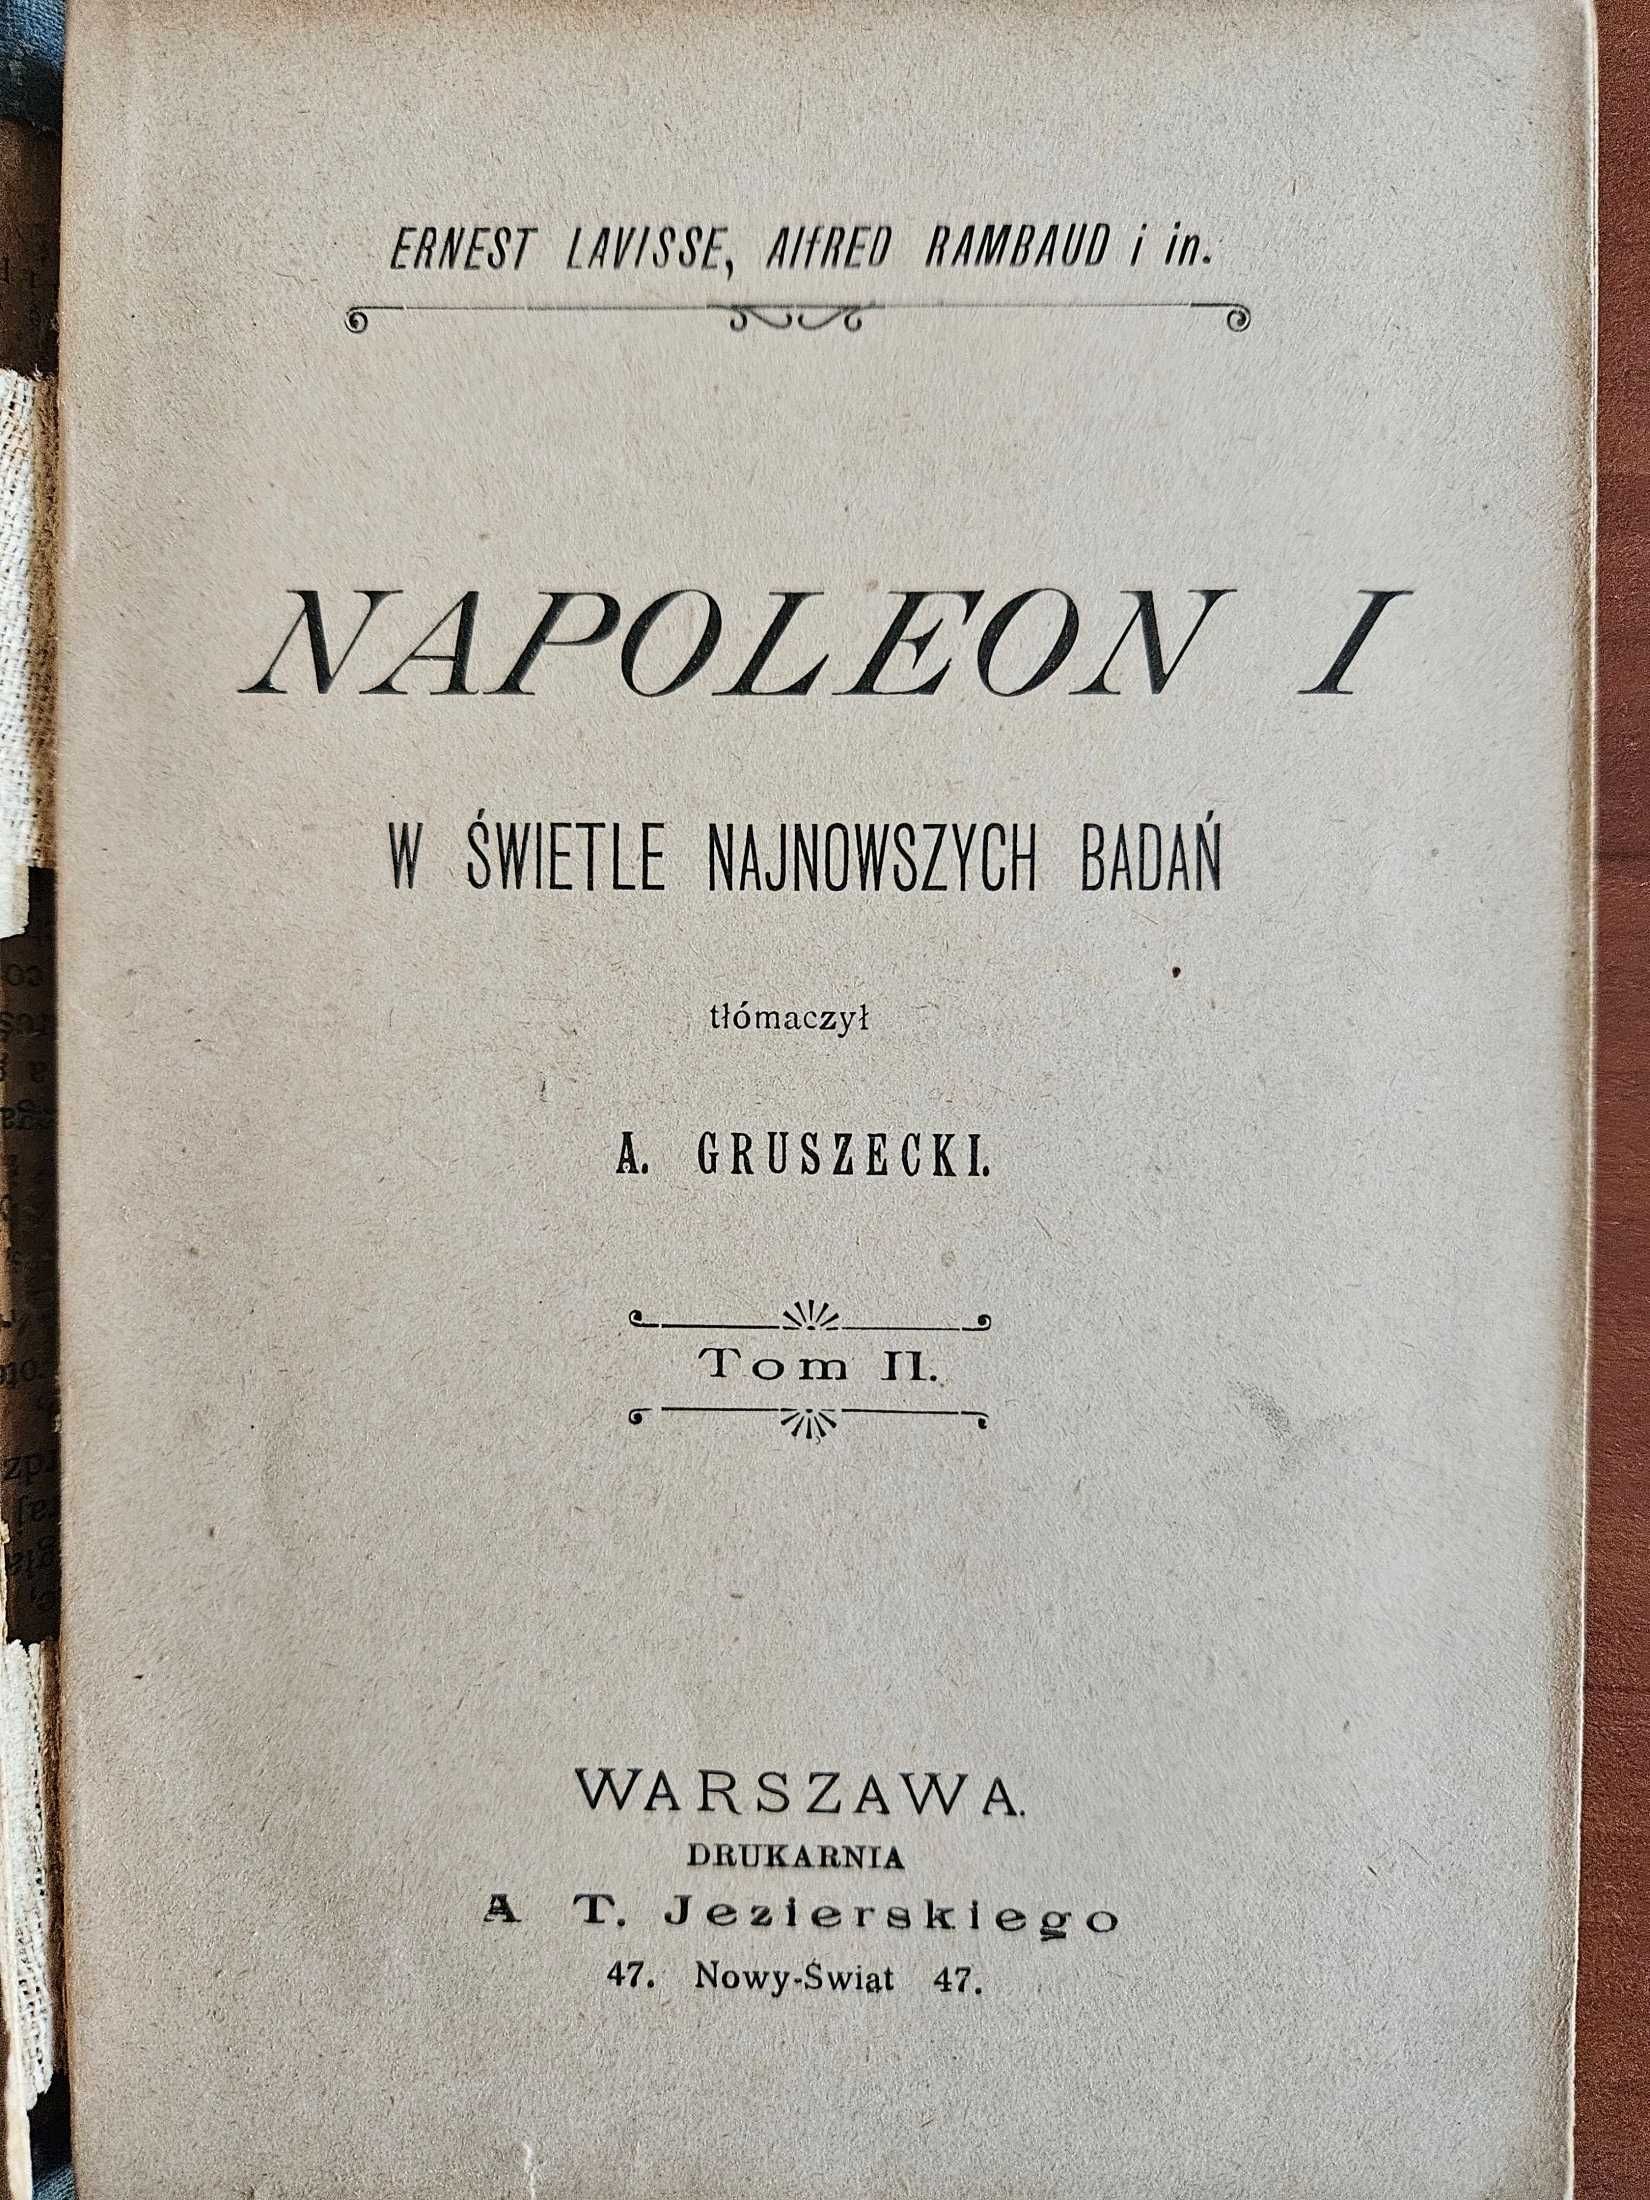 ERNEST LAVISSE, AlfRED RAMBAUD i in.
NAPOLEON I
W ŚWIETLE NAJNOWSZYCH BADAŃ
tłómaczył
A. GRUSZECKI.
Tom II.
WARSZAWA.
DRUKARNIA
A T. Jezierskiego
47. Nowy-Świat 47.